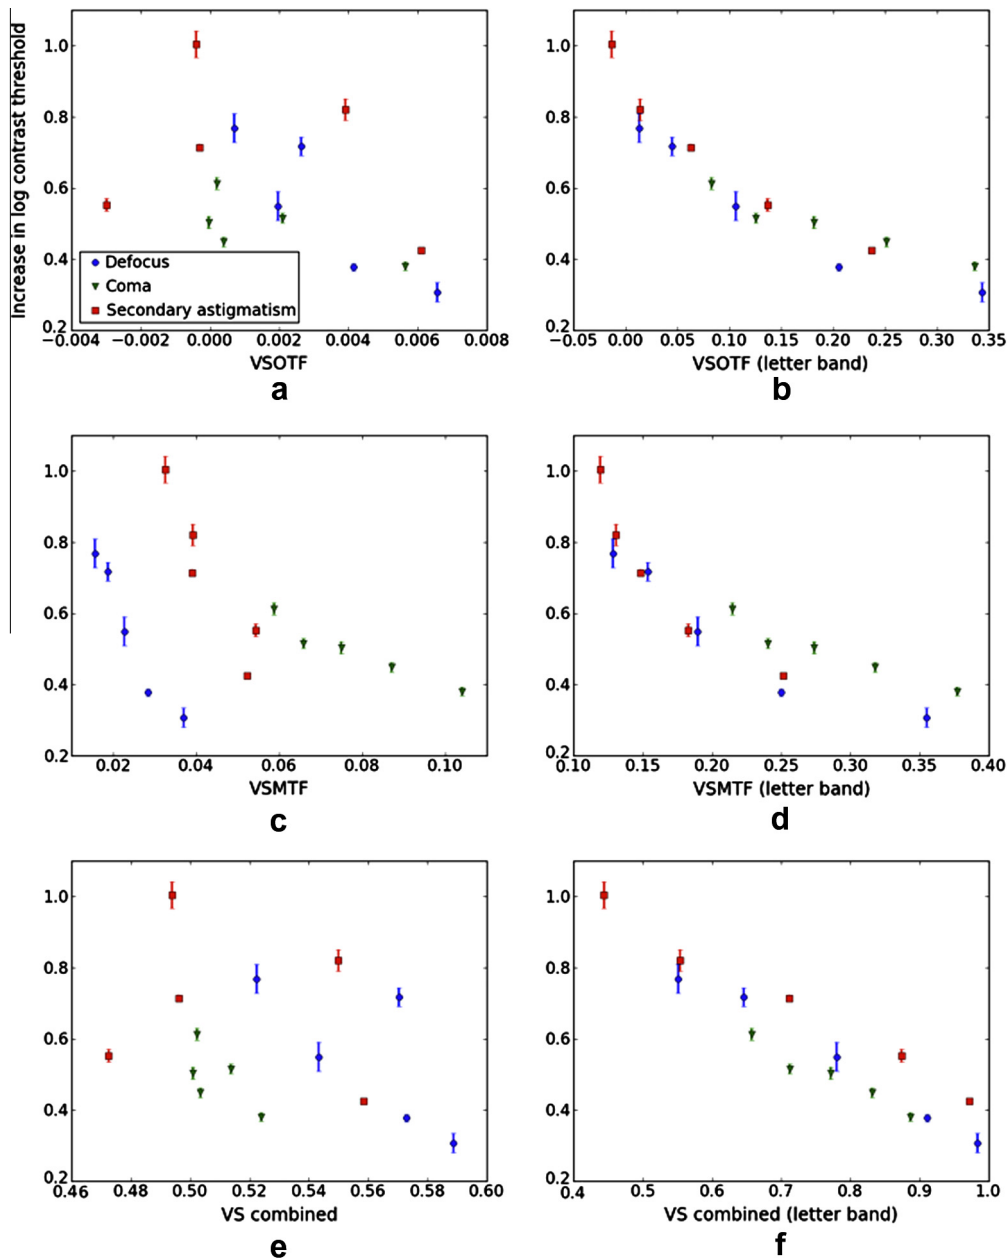 Increase in log contrast threshold
1.0
0.8
0.6
0.4
0.2
Defocus
Coma
Secondary astigmatism
−0.004 −0.002 0.000 0.002 0.004 0.006 0.008
VSOTF
a
1.0
0.8
0.6
0.4
0.2
−0.05 0.00 0.05 0.10 0.15 0.20 0.25 0.30 0.35
VSOTF (letter band)
b
1.0
0.8
0.6
0.4
0.2
0.02 0.04 0.06 0.08 0.10
VSMTF
c
1.0
0.8
0.6
0.4
0.2
0.10 0.15 0.20 0.25 0.30 0.35 0.40
VSMTF (letter band)
d
1.0
0.8
0.6
0.4
0.2
0.46 0.48 0.50 0.52 0.54 0.56 0.58 0.60
VS combined
e
1.0
0.8
0.6
0.4
0.2
0.4 0.5 0.6 0.7 0.8 0.9 1.0
VS combined (letter band)
f